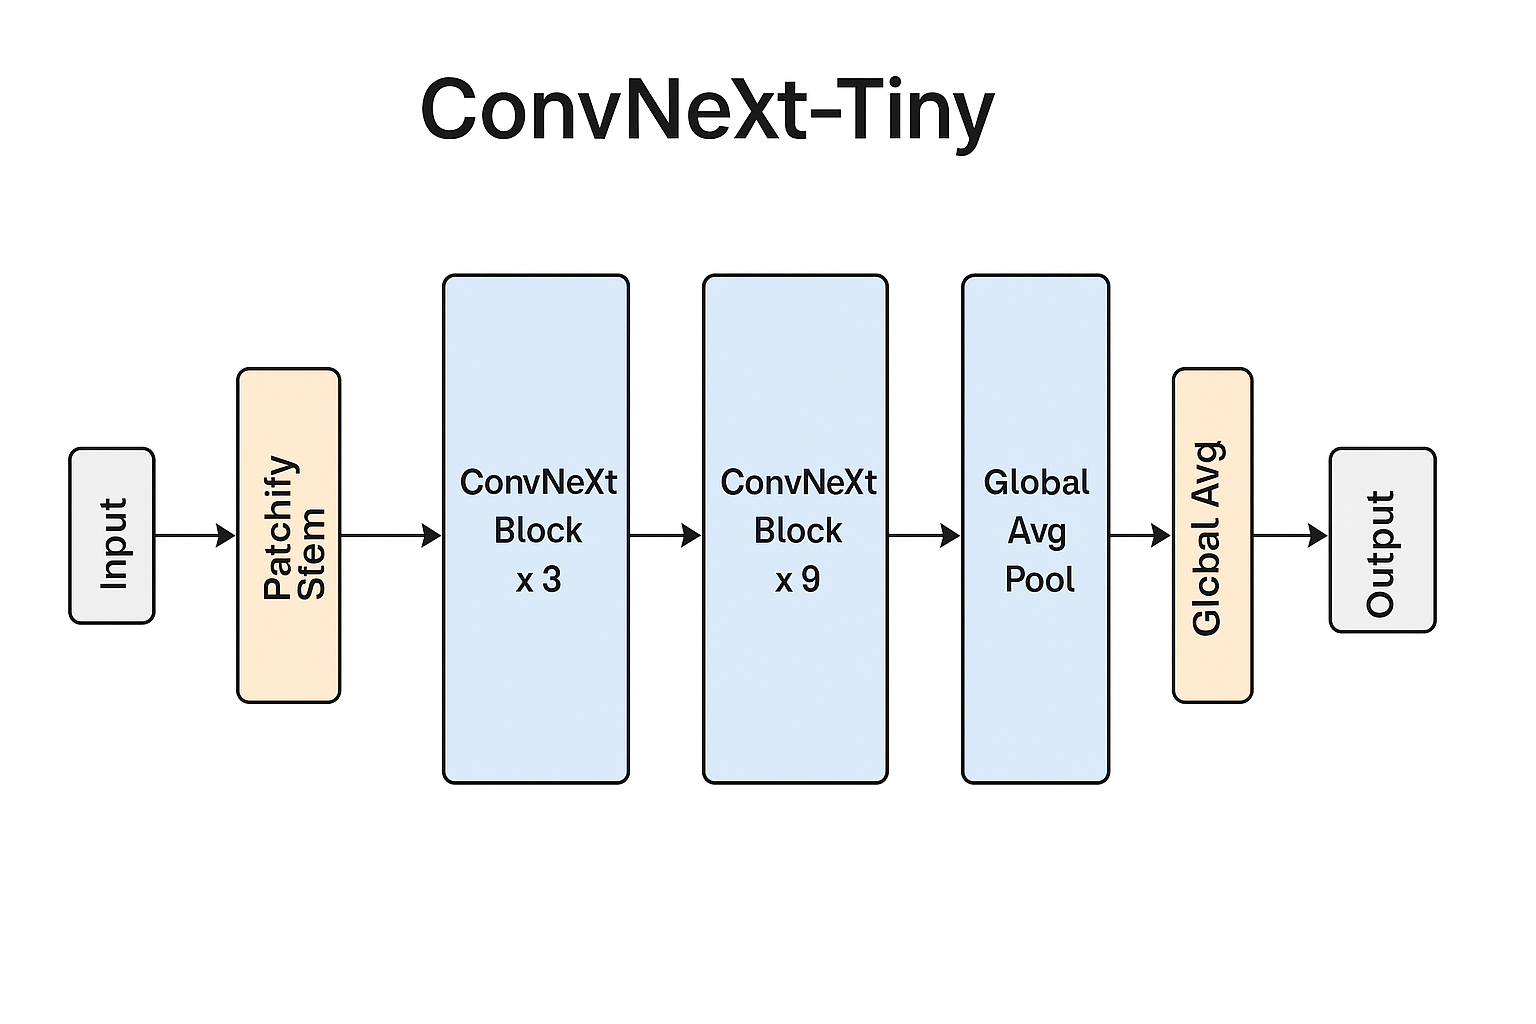 ConvNeXt-Tiny
Input
Patchify
Sfem
ConvNeXt
Block
x 3
ConvNeXt
Block
x 9
Global
Avg
Pool
Glcbal Avg
Output